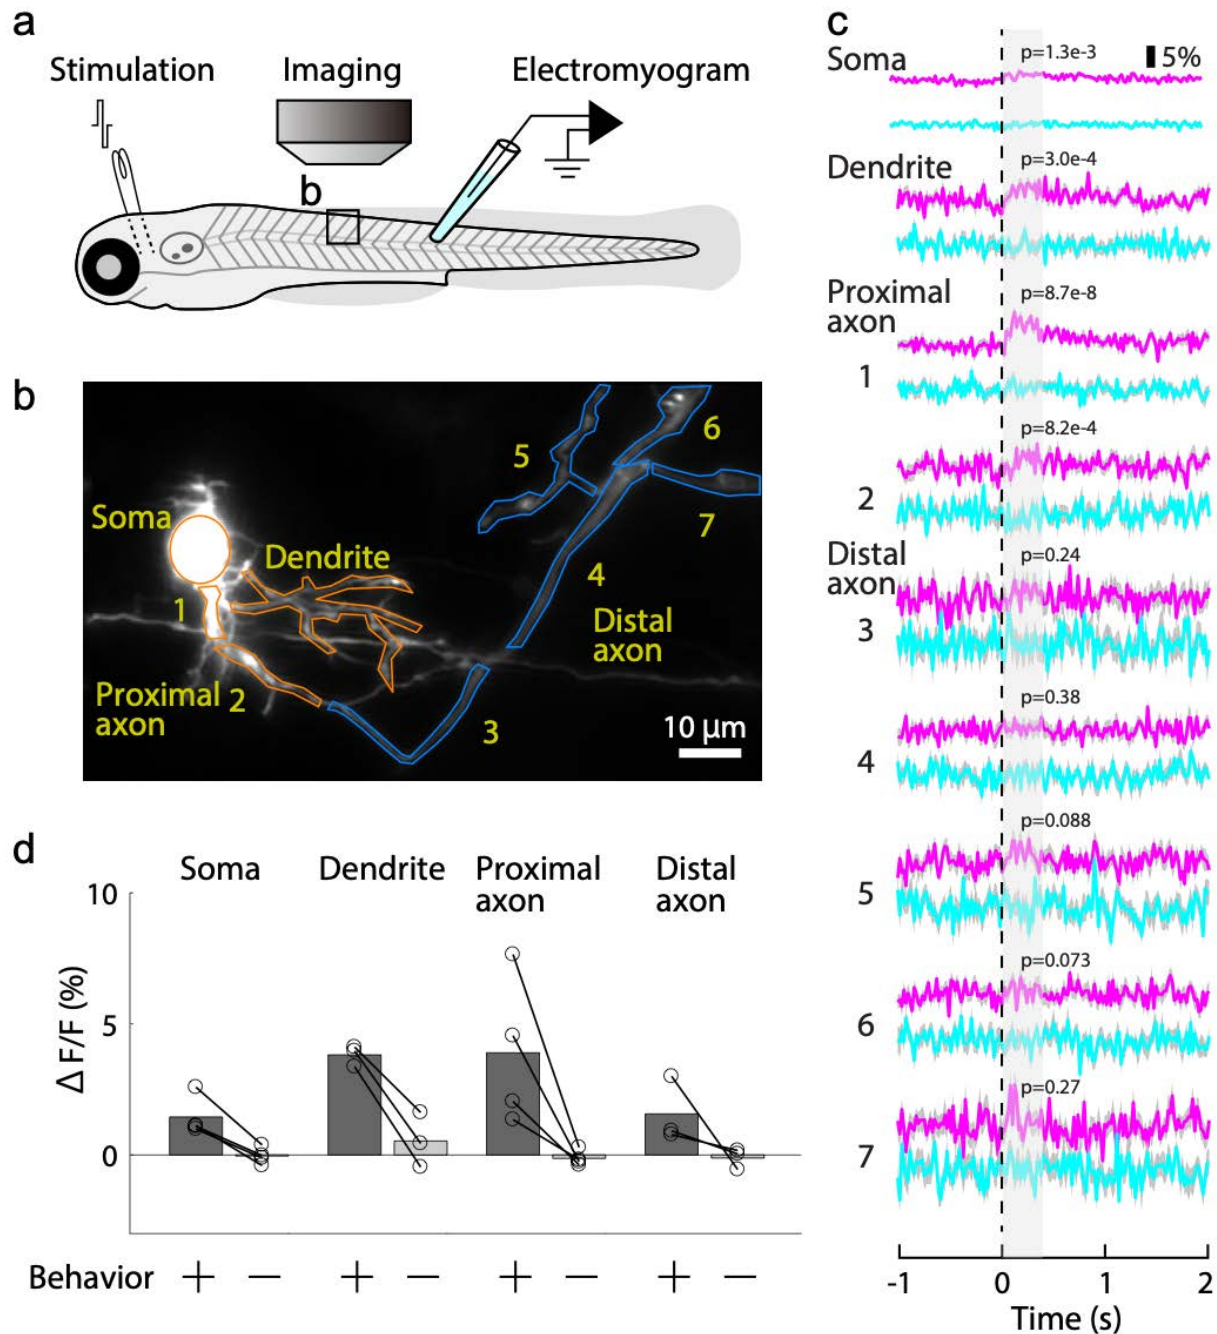 a
Stimulation Imaging Electromyogram
b
b
Soma
Dendrite
1
Proximal
axon
2
3
4
5
6
7
Distal
axon
10 μm
c
Soma
p=1.3e-3
5%
Dendrite
p=3.0e-4
Proximal
axon
p=8.7e-8
1
p=8.2e-4
2
Distal
axon
p=0.24
3
p=0.38
4
p=0.088
5
p=0.073
6
p=0.27
7
-1 0 1 2
Time (s)
d
Soma Dendrite Proximal
axon
Distal
axon
10
5
0
Δ F/F (%)
Behavior + − + − + − + −